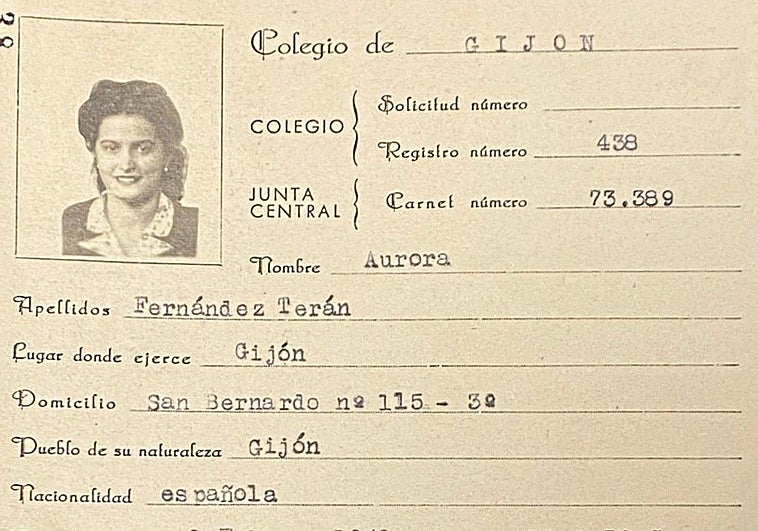 Colegio de GIJON
COLEGIO
Solicitud número
Registro número 438
JUNTA CENTRAL
Carnet número 73.389
Nombre Aurora
Apellidos Fernández Terán
Lugar donde ejerce Gijón
Domicilio San Bernardo nº 115 - 3º
Pueblo de su naturaleza Gijón
Nacionalidad española